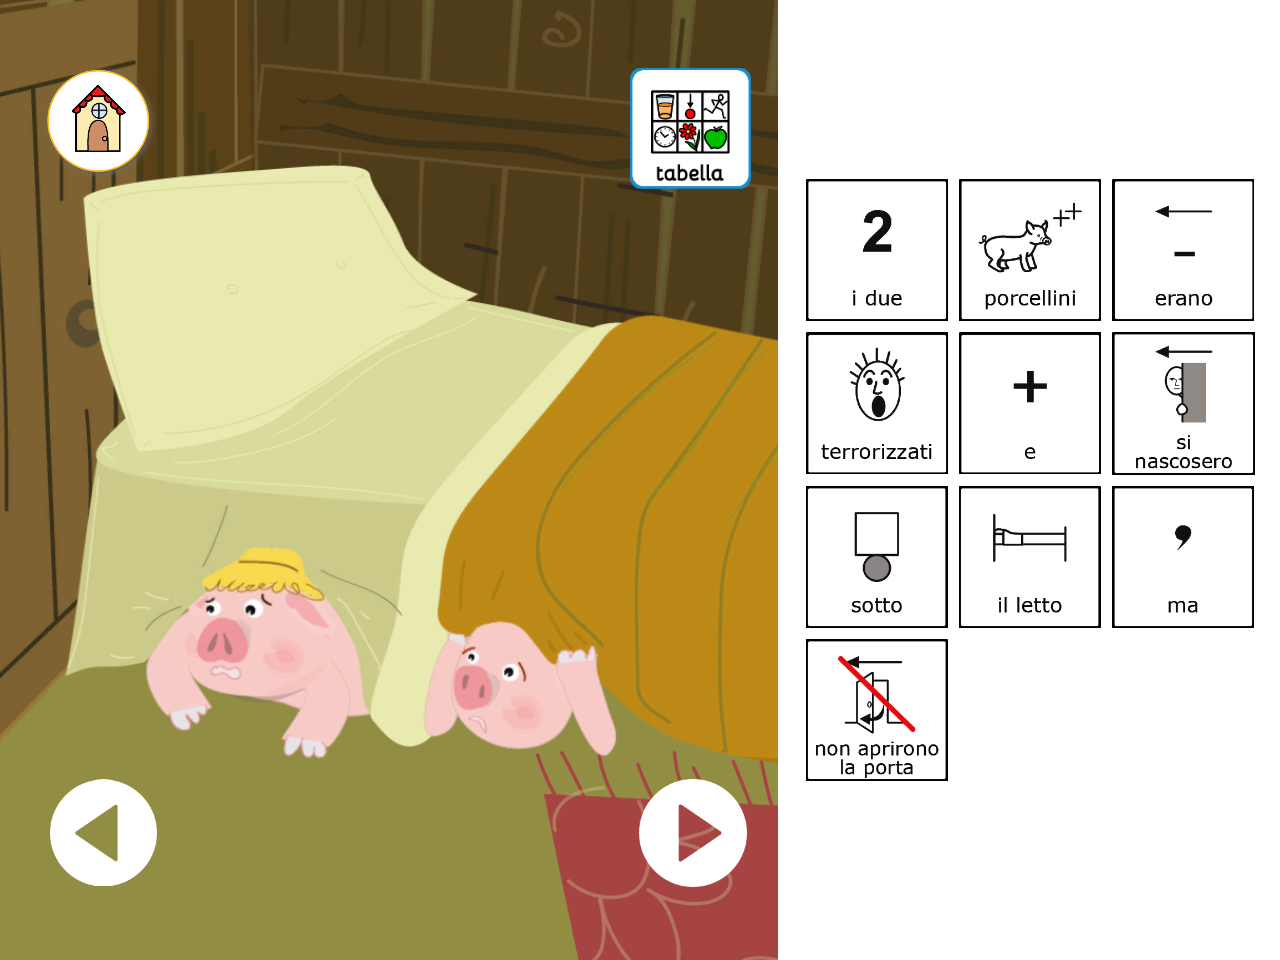 tabella
2
i due
porcellini
erano
terrorizzati
e
si
nascosero
sotto
il letto
,
ma
non aprirono
la porta